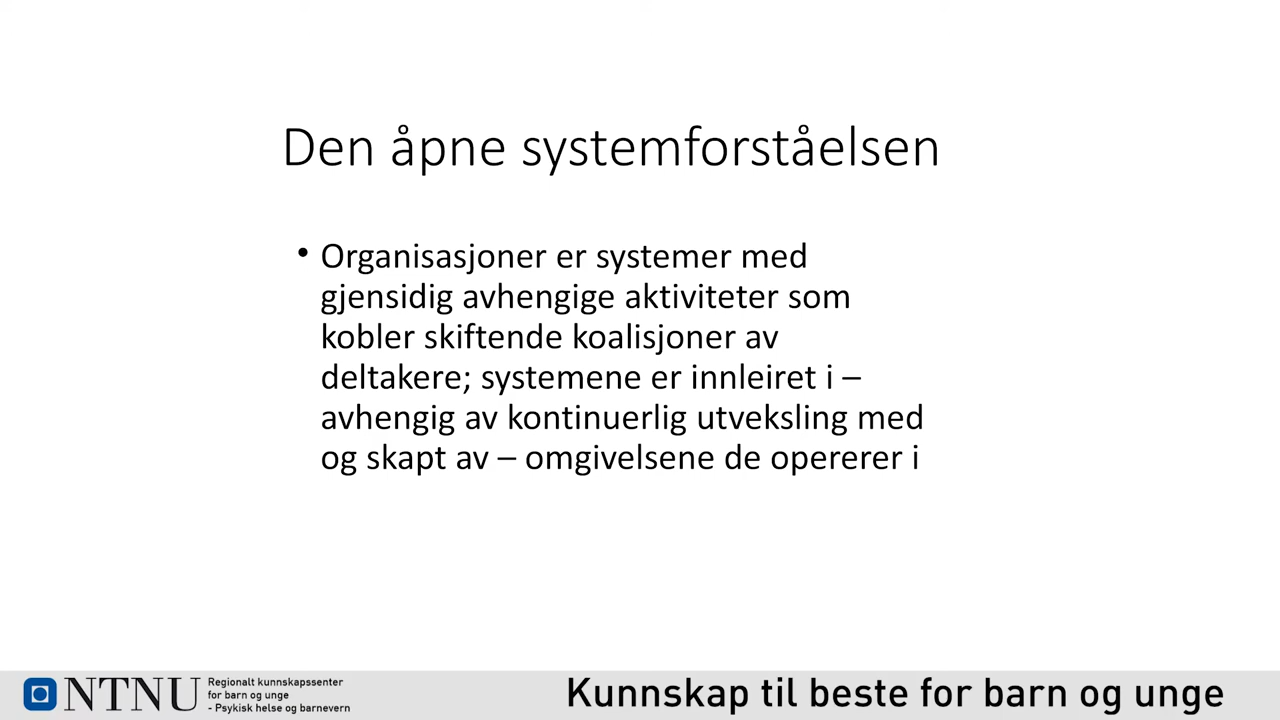 Den åpne systemforståelsen
• Organisasjoner er systemer med
gjensidig avhengige aktiviteter som
kobler skiftende koalisjoner av
deltakere; systemene er innleiret i –
avhengig av kontinuerlig utveksling med
og skapt av – omgivelsene de opererer i
NTNU
Regionalt kunnskapssenter
for barn og unge
- Psykisk helse og barnevern
Kunnskap til beste for barn og unge